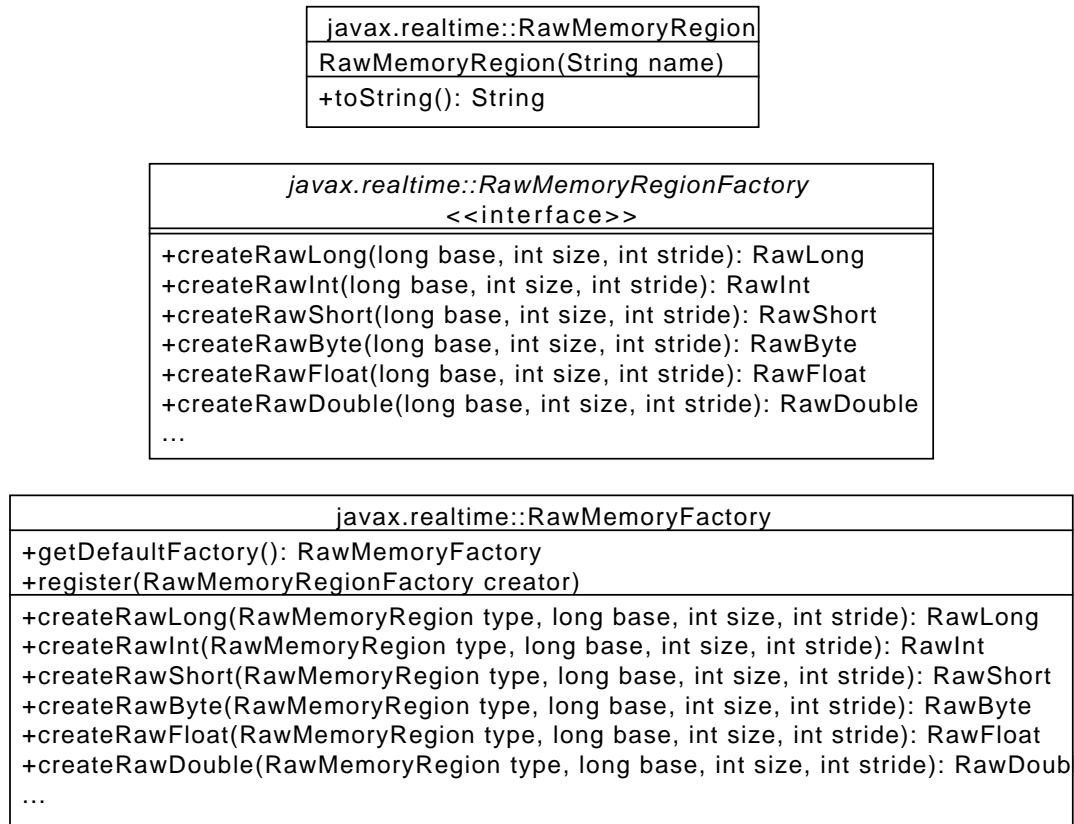 javax.realtime::RawMemoryRegion
RawMemoryRegion(String name)
+toString(): String
javax.realtime::RawMemoryRegionFactory
<<interface>>
+createRawLong(long base, int size, int stride): RawLong
+createRawInt(long base, int size, int stride): RawInt
+createRawShort(long base, int size, int stride): RawShort
+createRawByte(long base, int size, int stride): RawByte
+createRawFloat(long base, int size, int stride): RawFloat
+createRawDouble(long base, int size, int stride): RawDouble
...
javax.realtime::RawMemoryFactory
+getDefaultFactory(): RawMemoryFactory
+register(RawMemoryRegionFactory creator)
+createRawLong(RawMemoryRegion type, long base, int size, int stride): RawLong
+createRawInt(RawMemoryRegion type, long base, int size, int stride): RawInt
+createRawShort(RawMemoryRegion type, long base, int size, int stride): RawShort
+createRawByte(RawMemoryRegion type, long base, int size, int stride): RawByte
+createRawFloat(RawMemoryRegion type, long base, int size, int stride): RawFloat
+createRawDouble(RawMemoryRegion type, long base, int size, int stride): RawDoub
...